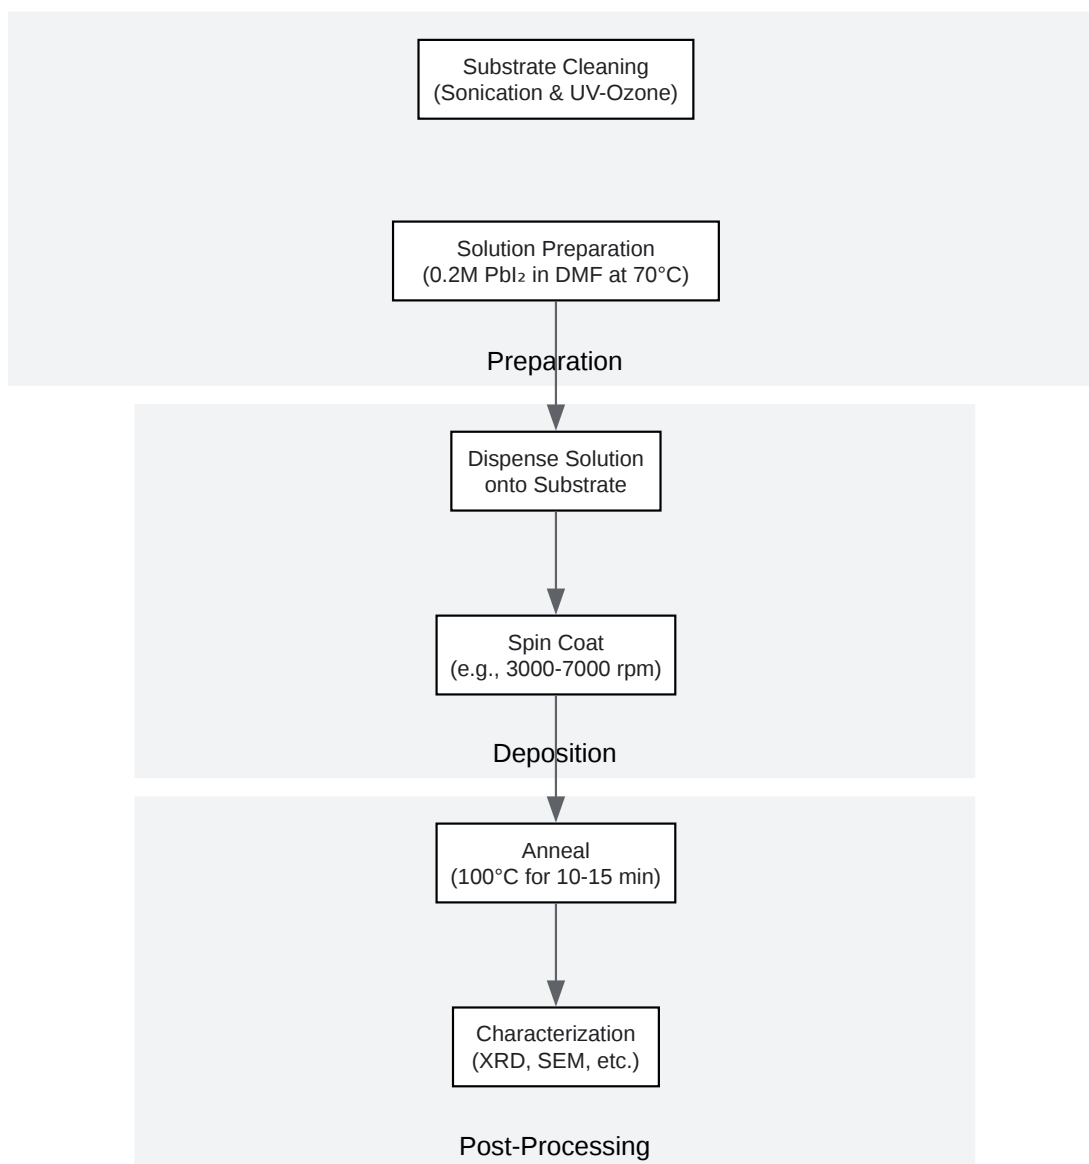 Substrate Cleaning
(Sonication & UV-Ozone)
Solution Preparation
(0.2M PbI₂ in DMF at 70°C)
Preparation
Dispense Solution
onto Substrate
Spin Coat
(e.g., 3000-7000 rpm)
Deposition
Anneal
(100°C for 10-15 min)
Characterization
(XRD, SEM, etc.)
Post-Processing